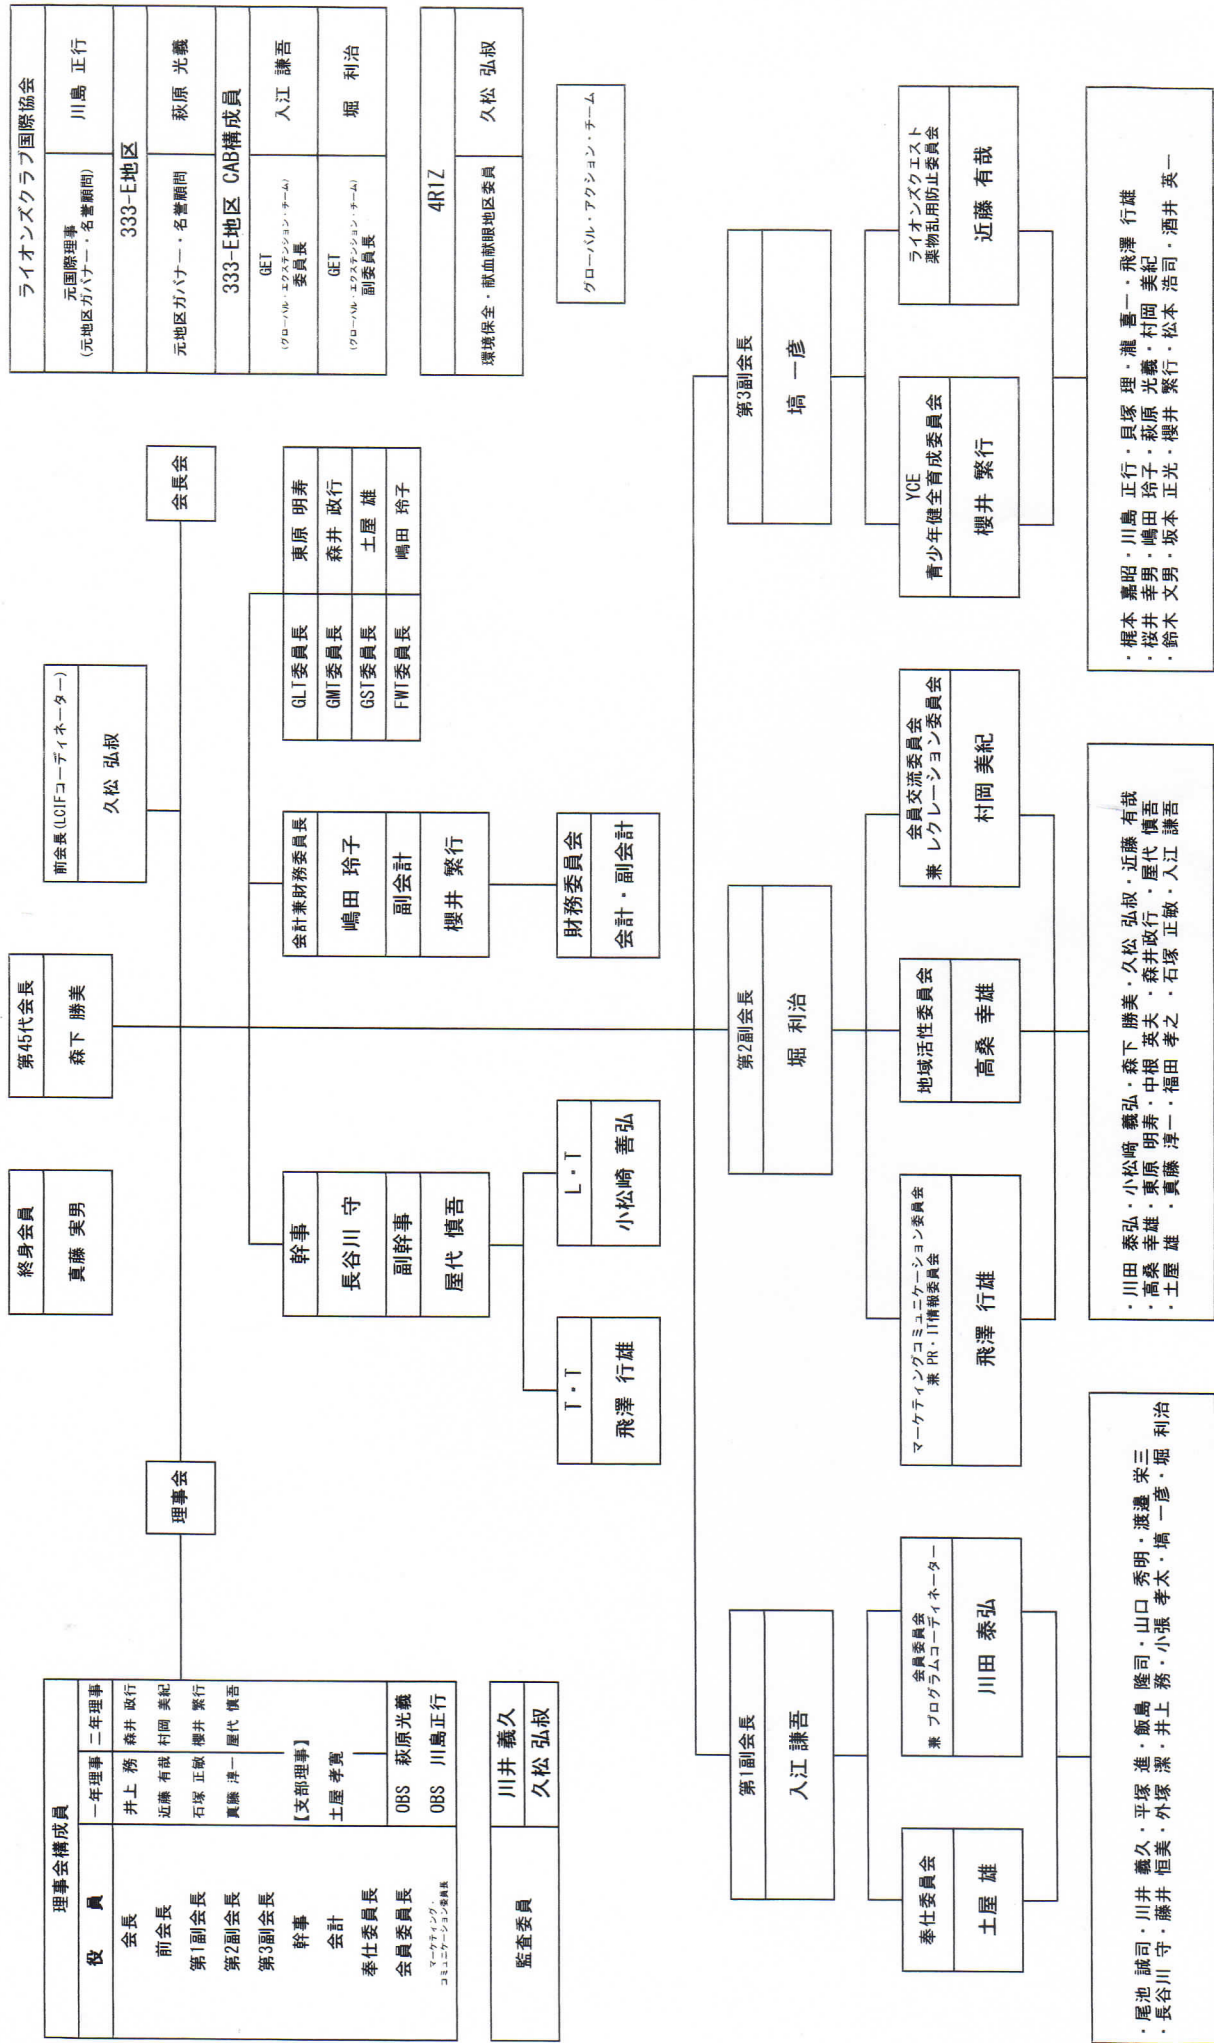 理事会構成員
役　員　一年理事　二年理事
会長　井上 務　森井 政行
前会長　近藤 有哉　村岡 美紀
第1副会長　石塚 正敏　櫻井 繁行
第2副会長　真藤 淳一　屋代 慎吾
第3副会長
幹事　【支部理事】
会計　土屋 孝寛
奉仕委員長
会員委員長　OBS　萩原光義
マーケティング・
コミュニケーション委員長
OBS　川島正行
監査委員　川井 義久
久松 弘叔
理事会
終身会員
真藤 実男
第45代会長
森下 勝美
前会長(LCIFコーディネーター)
久松 弘叔
会長会
ライオンズクラブ国際協会
元国際理事
(元地区ガバナー・名誉顧問)
川島 正行
333-E地区
元地区ガバナー・名誉顧問　萩原 光義
333-E地区 CAB構成員
GET
(グローバル・エクステンション・チーム)
委員長
入江 謙吾
GET
(グローバル・エクステンション・チーム)
副委員長
堀 利治
4R1Z
環境保全・献血献眼地区委員　久松 弘叔
グローバル・アクション・チーム
幹事
長谷川 守
副幹事
屋代 慎吾
T・T
飛澤 行雄
L・T
小松崎 善弘
会計兼財務委員長
嶋田 玲子
副会計
櫻井 繁行
財務委員会
会計・副会計
GLT委員長　東原 明寿
GMT委員長　森井 政行
GST委員長　土屋 雄
FWT委員長　嶋田 玲子
第1副会長
入江 謙吾
奉仕委員会
土屋 雄
会員委員会
兼 プログラムコーディネーター
川田 泰弘
・尾池 誠司・川井 義久・平塚 進・飯島 隆司・山口 秀明・渡邉 栄三
・長谷川 守・藤井 恒美・外塚 潔・井上 務・小張 孝太・塙 一彦・堀 利治
第2副会長
堀 利治
マーケティングコミュニケーション委員会
兼 PR・IT情報委員会
飛澤 行雄
地域活性委員会
高桑 幸雄
会員交流委員会
兼 レクレーション委員会
村岡 美紀
・川田 泰弘・小松﨑 義弘・森下 勝美・久松 弘叔・近藤 有哉
・高桑 幸雄・東原 明寿・中根 英夫・森井政行・屋代 慎吾
・土屋 雄・真藤 淳一・福田 孝之・石塚 正敏・入江 謙吾
第3副会長
塙 一彦
YCE
青少年健全育成委員会
櫻井 繁行
ライオンズクエスト
薬物乱用防止委員会
近藤 有哉
・梶本 嘉昭・川島 正行・貝塚 理・瀧 喜一・飛澤 行雄
・桜井 幸男・嶋田 玲子・萩原 光義・村岡 美紀
・鈴木 文男・坂本 正光・櫻井 繁行・松本 浩司・酒井 英一